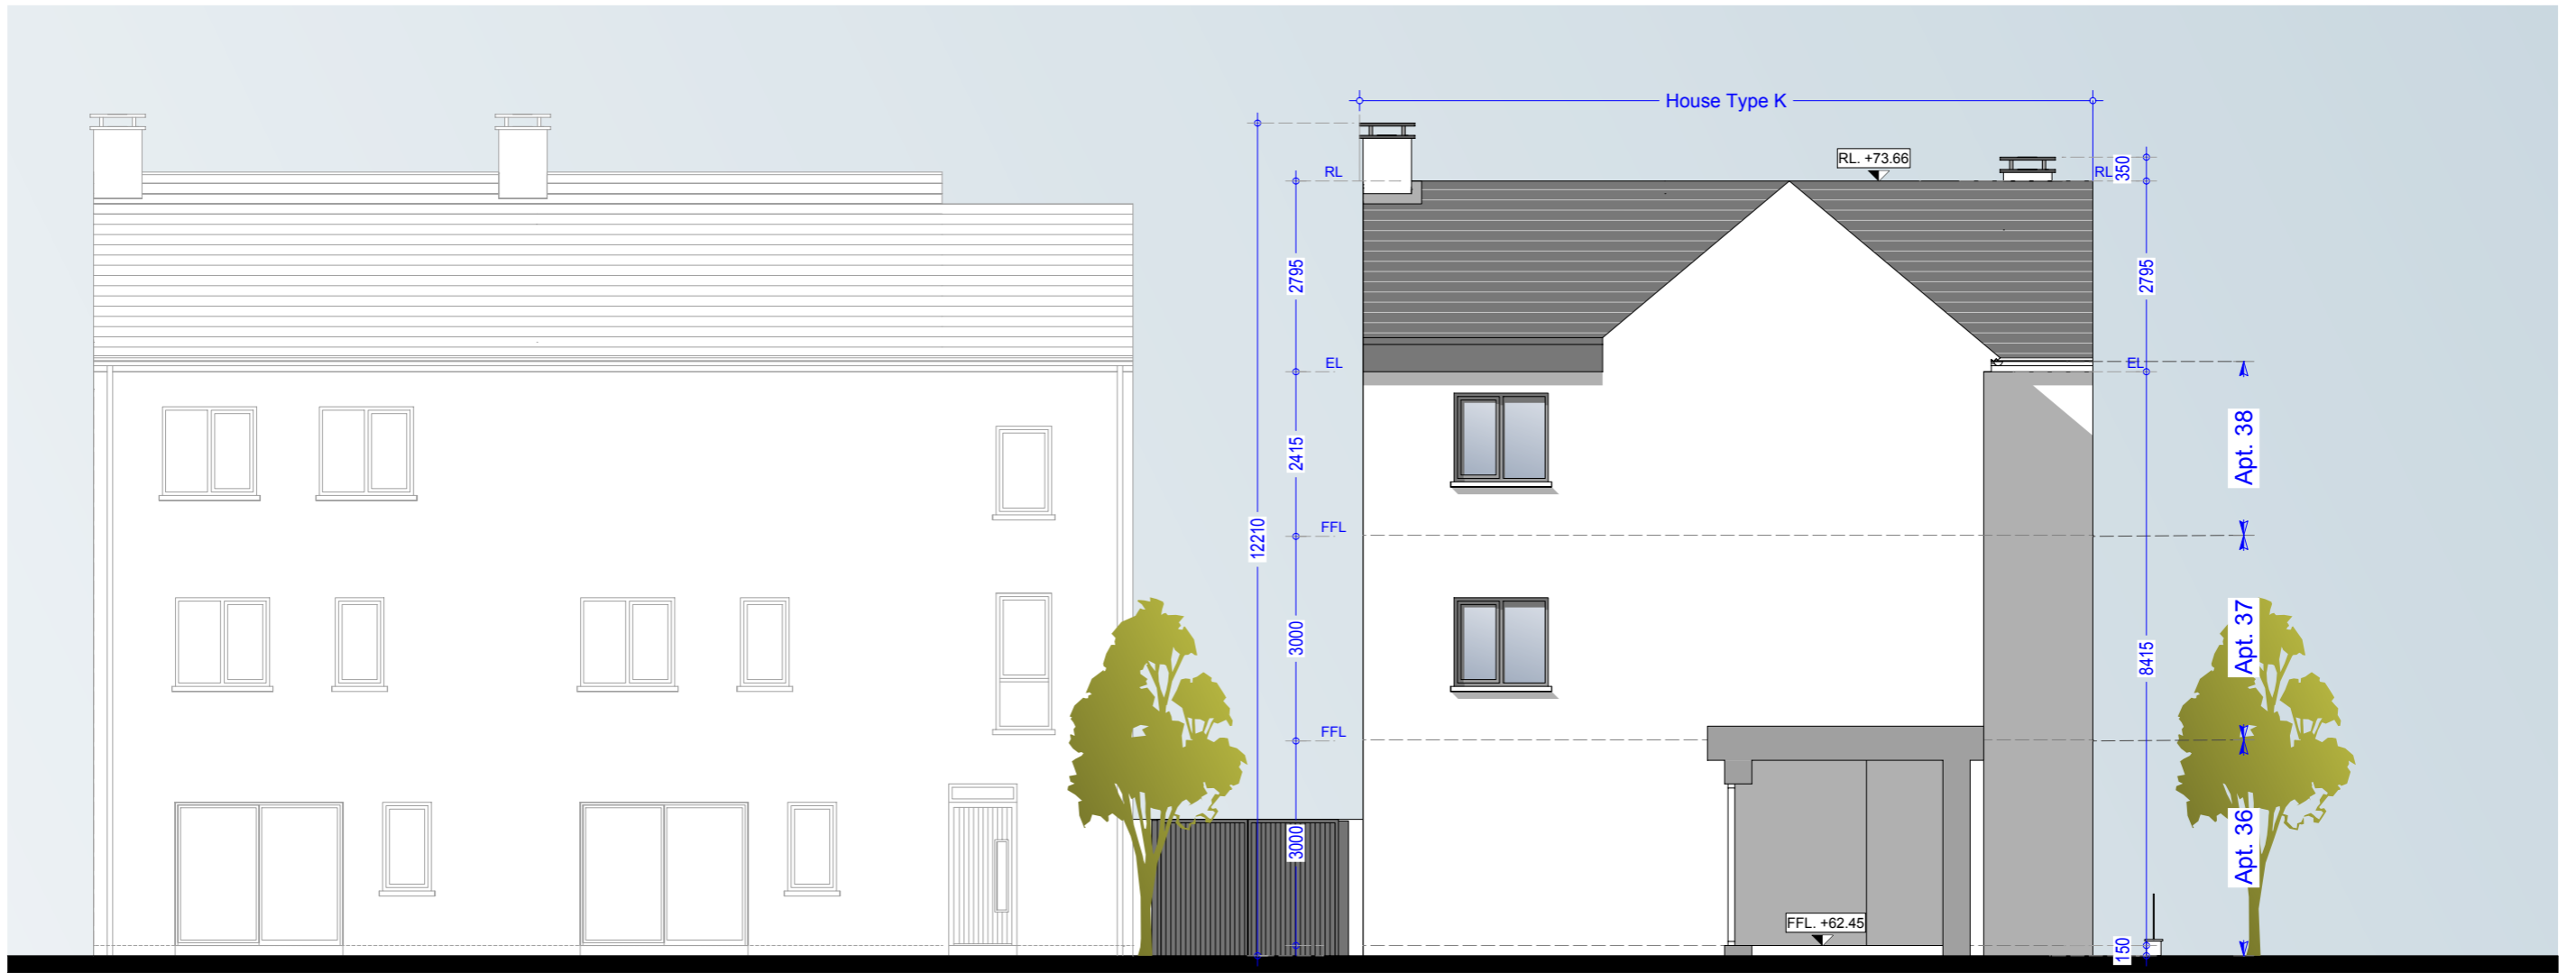 House Type K
RL. +73.66
RL
RL
350
2795
2795
EL
EL
2415
Apt. 38
12210
FFL
3000
Apt. 37
8415
FFL
3000
Apt. 36
FFL. +62.45
150